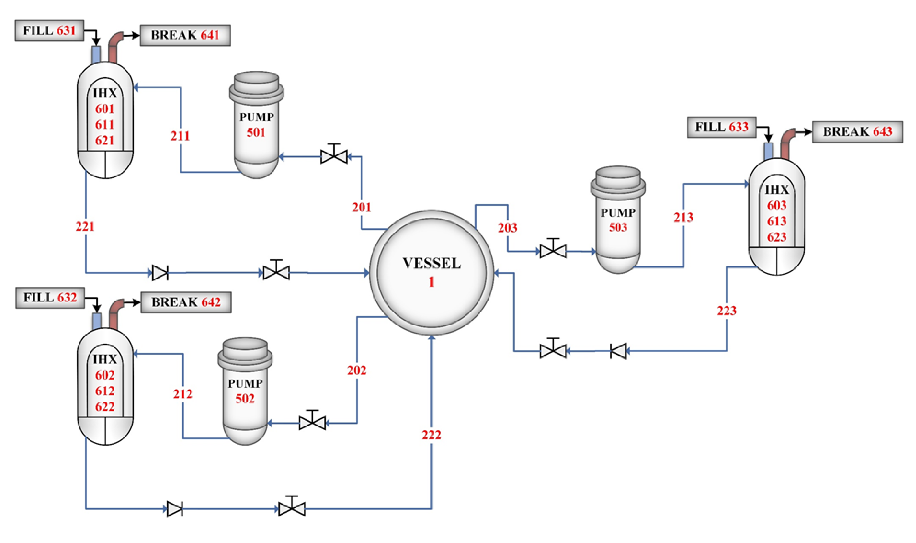 FILL 631
BREAK 641
IHX
601
611
621
PUMP
501
211
201
221
FILL 633
BREAK 643
IHX
603
613
623
PUMP
503
213
203
223
VESSEL
1
FILL 632
BREAK 642
IHX
602
612
622
PUMP
502
212
202
222